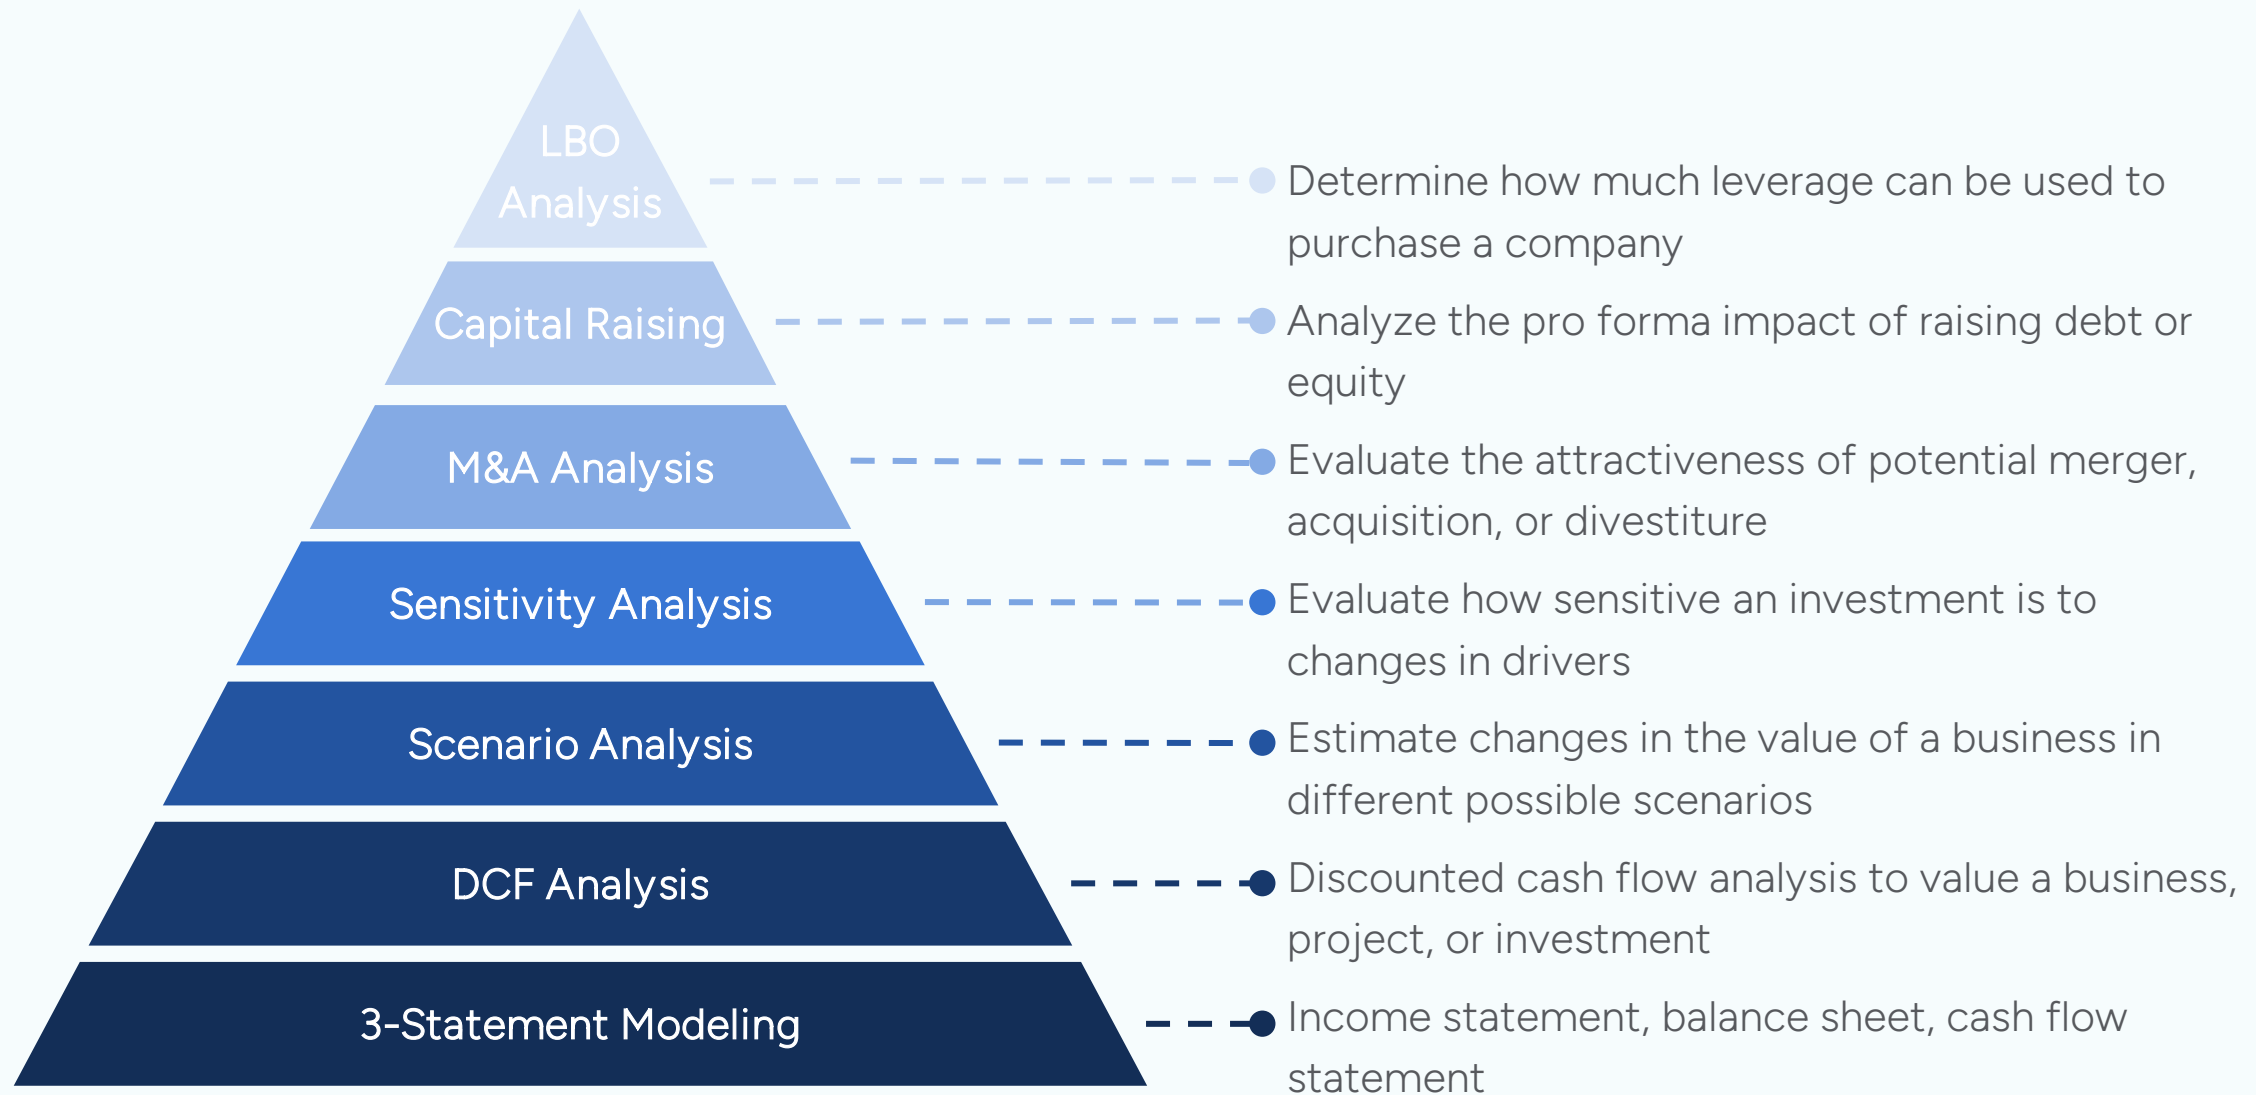 LBO
Analysis
Determine how much leverage can be used to
purchase a company
Capital Raising
Analyze the pro forma impact of raising debt or
equity
M&A Analysis
Evaluate the attractiveness of potential merger,
acquisition, or divestiture
Sensitivity Analysis
Evaluate how sensitive an investment is to
changes in drivers
Scenario Analysis
Estimate changes in the value of a business in
different possible scenarios
DCF Analysis
Discounted cash flow analysis to value a business,
project, or investment
3-Statement Modeling
Income statement, balance sheet, cash flow
statement